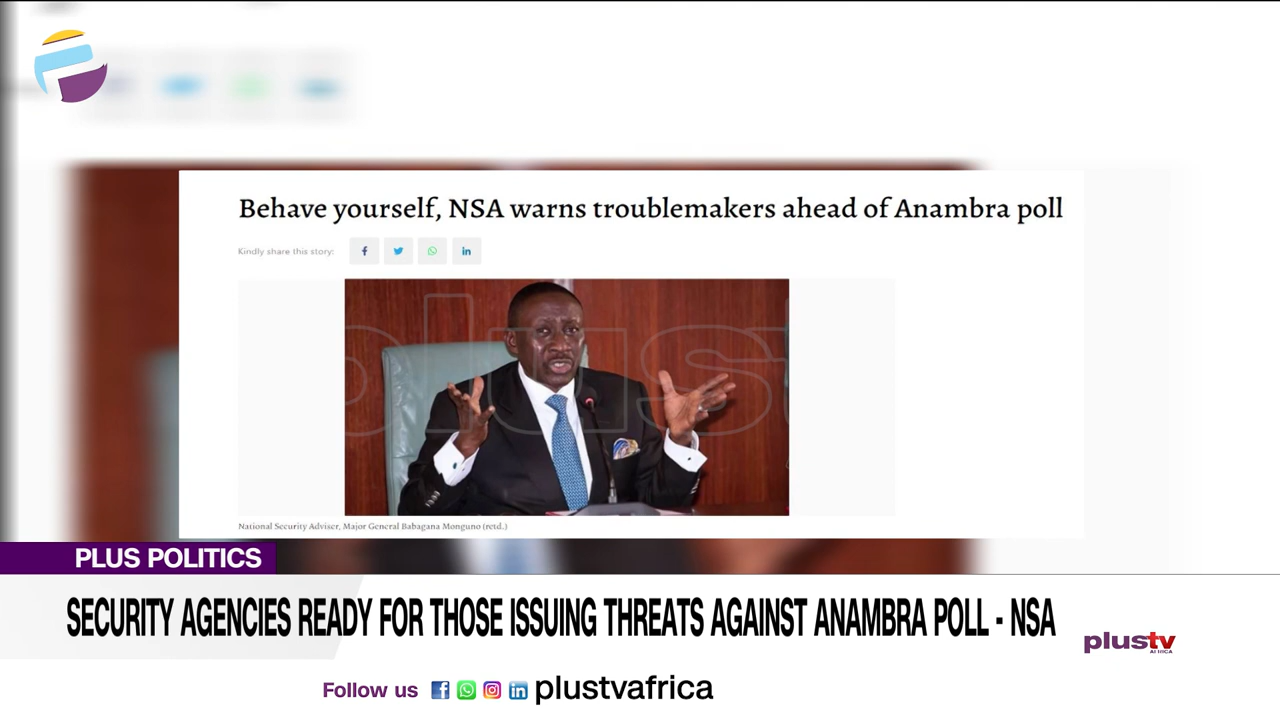 Behave yourself, NSA warns troublemakers ahead of Anambra poll
Kindly share this story:
plust
National Security Adviser, Major General Babagana Monguno (retd.)
PLUS POLITICS
SECURITY AGENCIES READY FOR THOSE ISSUING THREATS AGAINST ANAMBRA POLL - NSA
plustv
AFRICA
Follow us plustvafrica